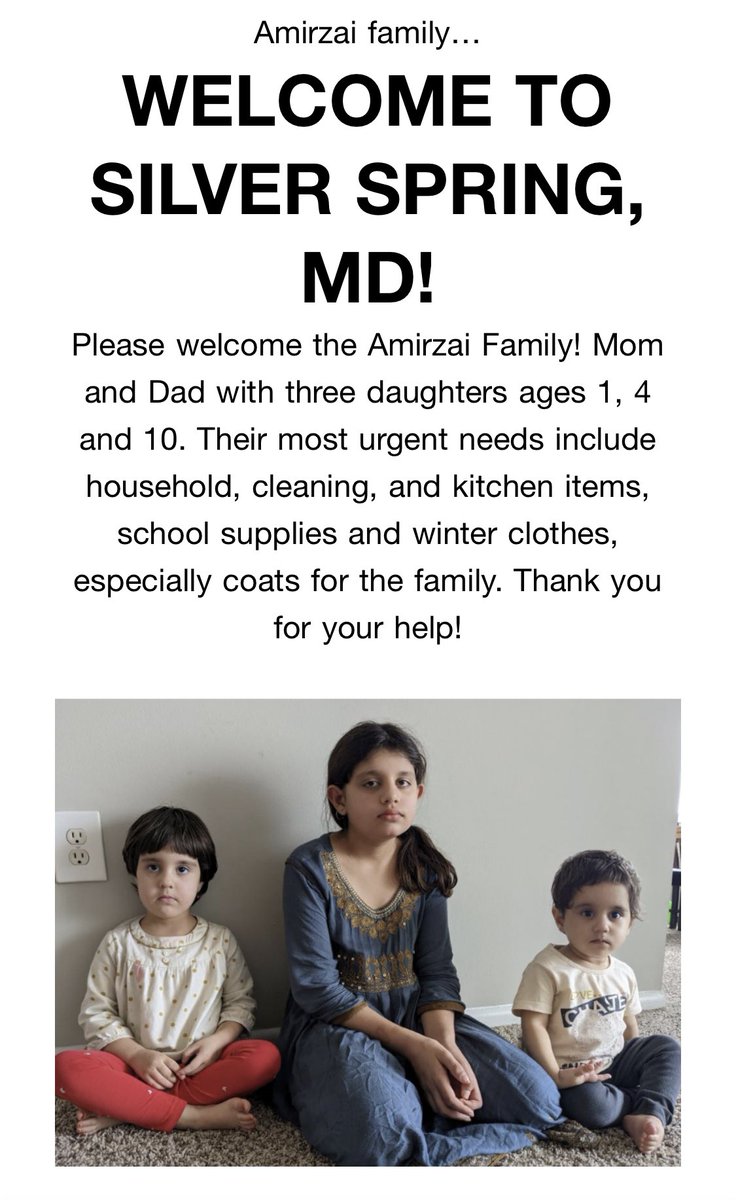 Amirzai family...
WELCOME TO
SILVER SPRING,
MD!
Please welcome the Amirzai Family! Mom
and Dad with three daughters ages 1, 4
and 10. Their most urgent needs include
household, cleaning, and kitchen items,
school supplies and winter clothes,
especially coats for the family. Thank you
for your help!